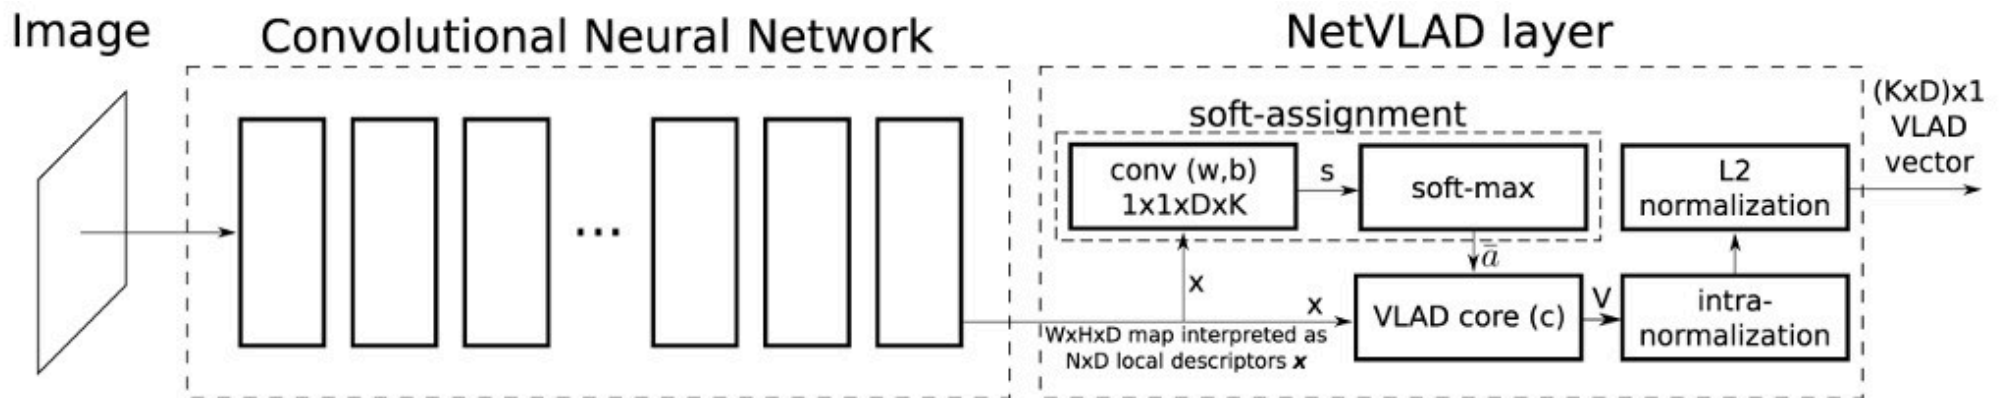 Image
Convolutional Neural Network
...
NetVLAD layer
soft-assignment
conv (w,b)
1x1xDxK
s
soft-max
L2
normalization
(KxD)x1
VLAD
vector
x
x
WxHxD map interpreted as
NxD local descriptors x
ā
VLAD core (c)
V
intra-
normalization